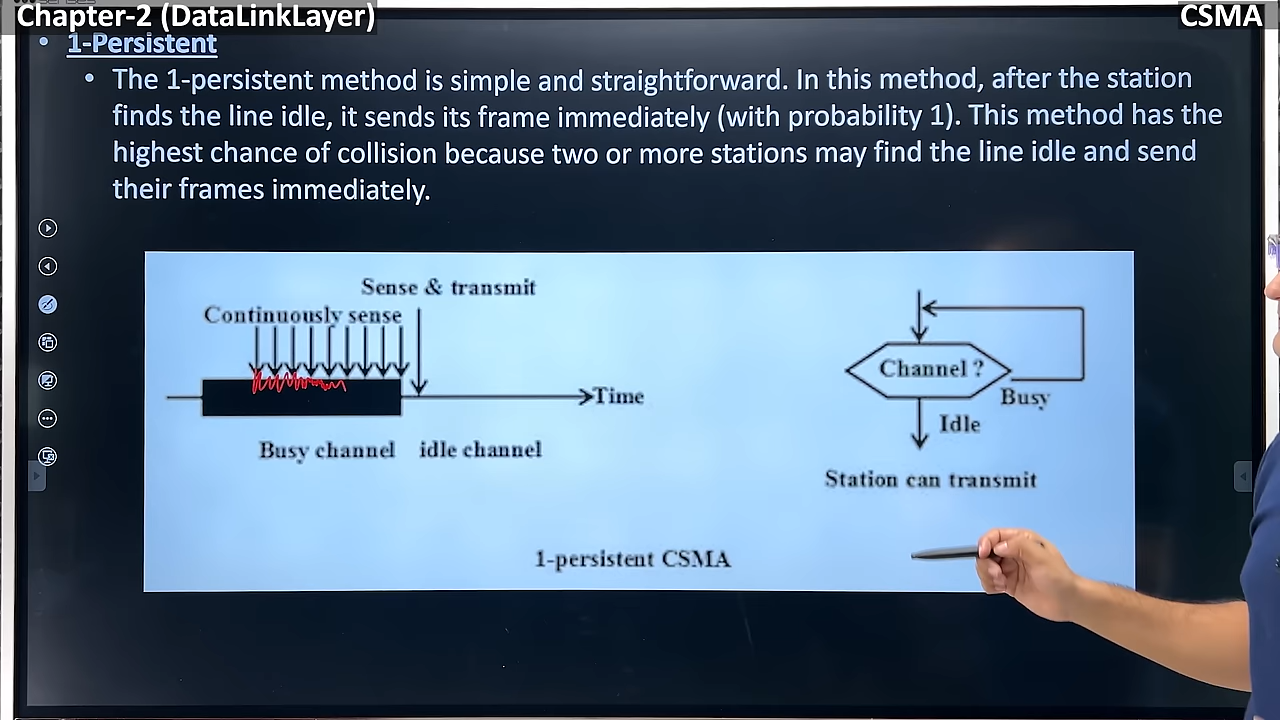 Chapter-2 (DataLinkLayer)
CSMA
• 1-Persistent
• The 1-persistent method is simple and straightforward. In this method, after the station
finds the line idle, it sends its frame immediately (with probability 1). This method has the
highest chance of collision because two or more stations may find the line idle and send
their frames immediately.
Sense & transmit
Continuously sense
Time
Busy channel
idle channel
Channel ?
Busy
Idle
Station can transmit
1-persistent CSMA